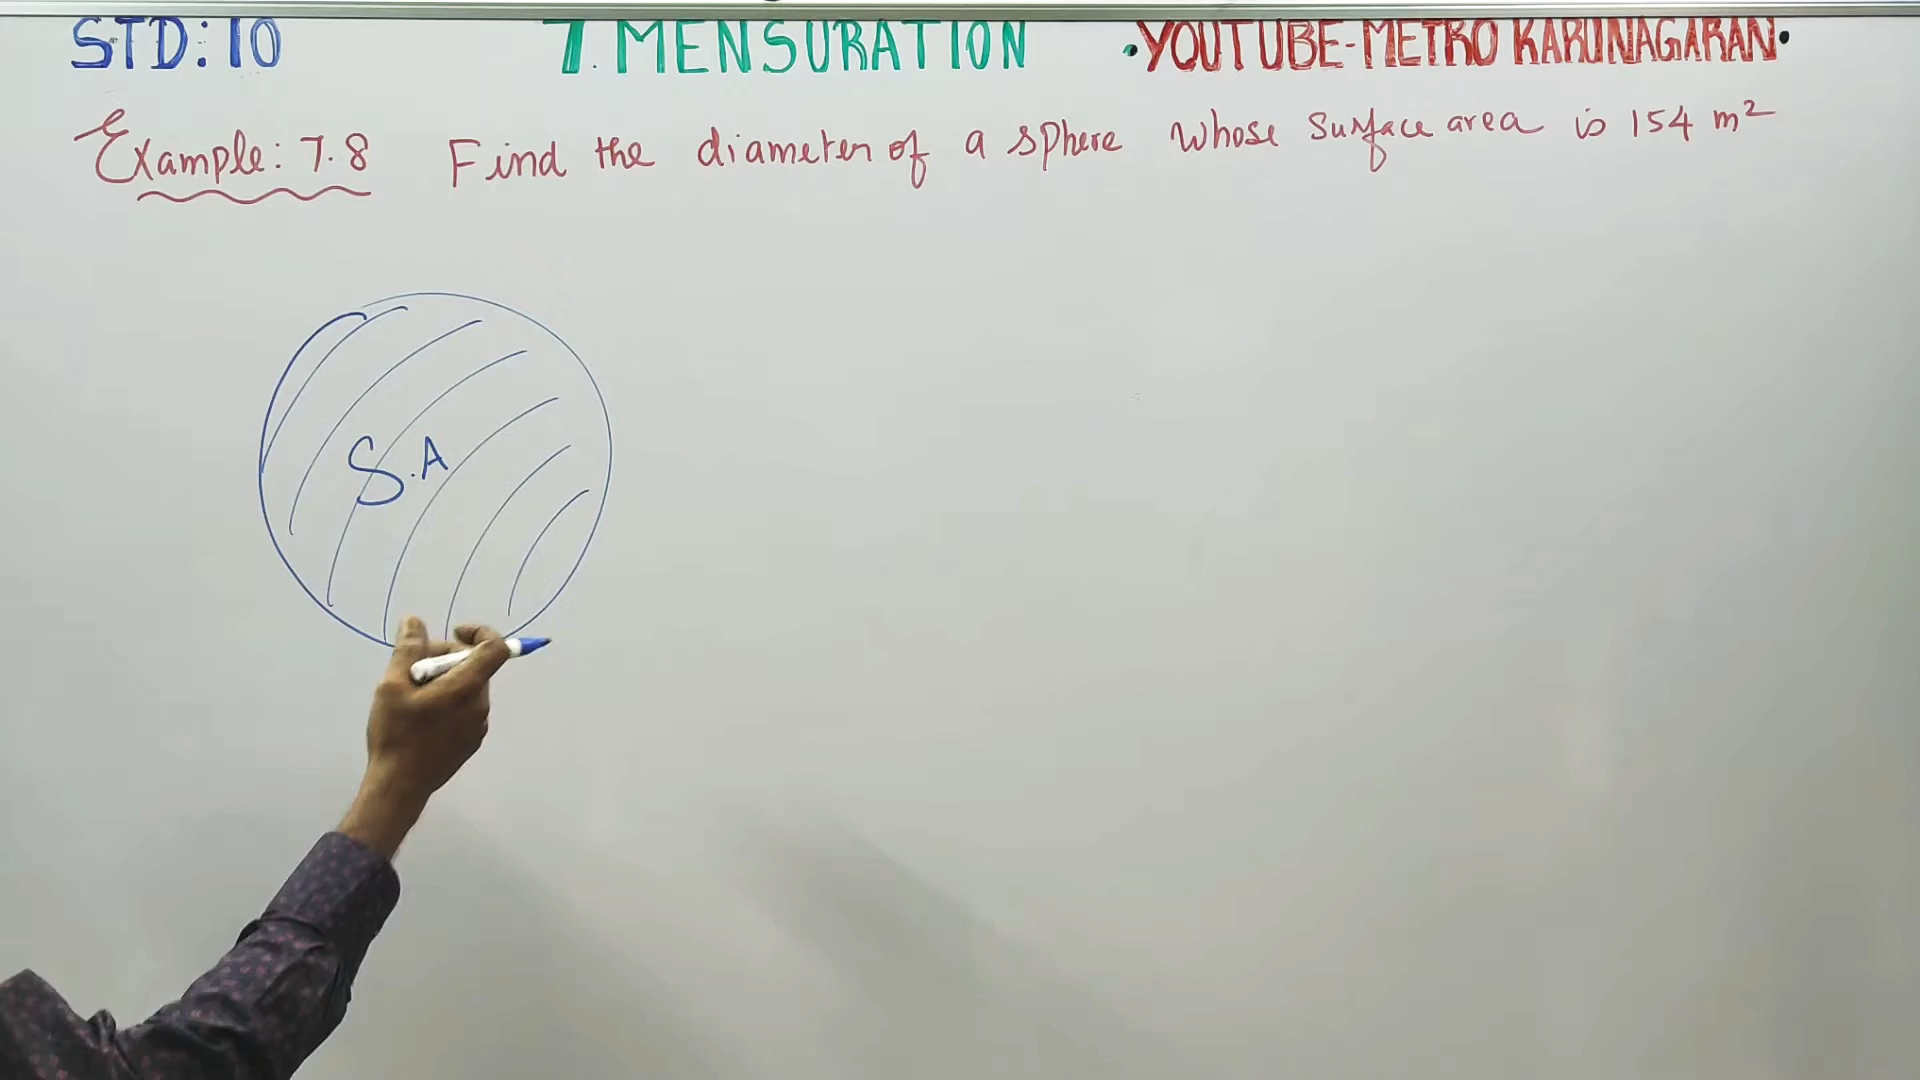 STD:10 7. MENSURATION •YOUTUBE-METRO KARUNAGARAN•
Example: 7.8 Find the diameter of a sphere whose surface area is 154 m²
S.A